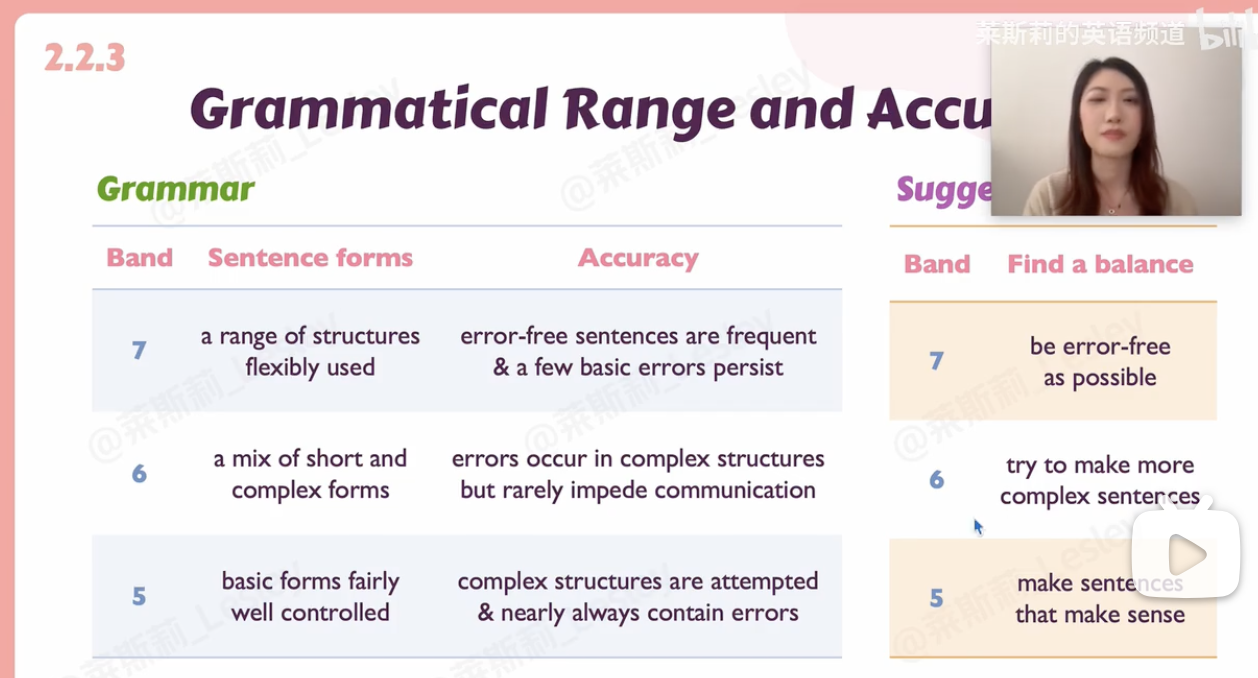 莱斯莉的英语频道
2.2.3
Grammatical Range and Accu
Grammar
Band Sentence forms Accuracy
7
a range of structures
flexibly used
error-free sentences are frequent
& a few basic errors persist
6
a mix of short and
complex forms
errors occur in complex structures
but rarely impede communication
5
basic forms fairly
well controlled
complex structures are attempted
& nearly always contain errors
Sugge
Band Find a balance
7
be error-free
as possible
6
try to make more
complex sentences
5
make sentences
that make sense
@莱斯莉_Lesley